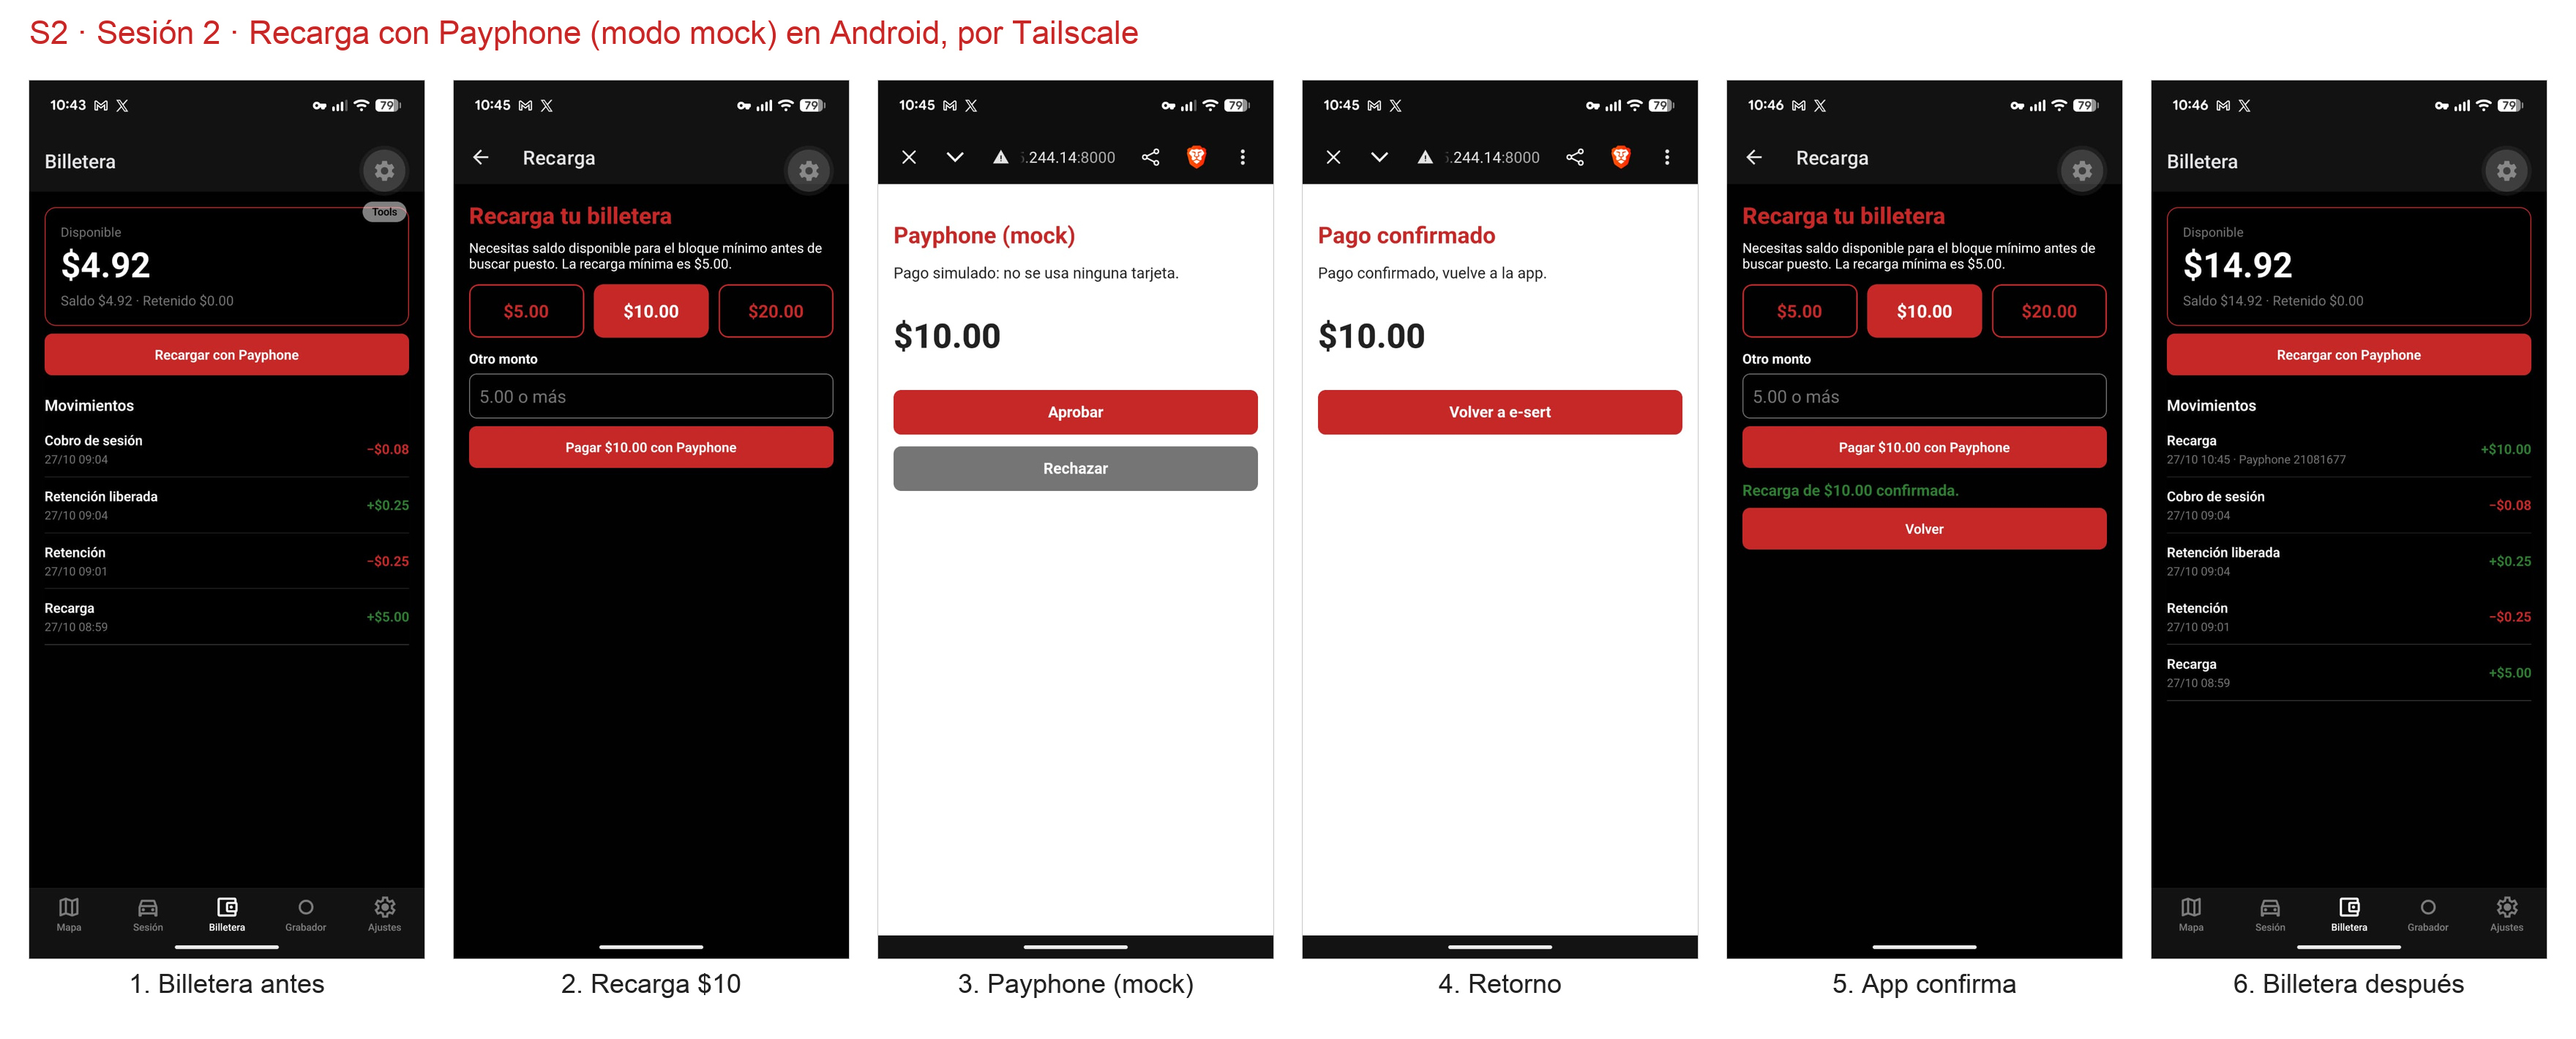 S2 · Sesión 2 · Recarga con Payphone (modo mock) en Android, por Tailscale
10:43
79
Billetera
Tools
Disponible
$4.92
Saldo $4.92 · Retenido $0.00
Recargar con Payphone
Movimientos
Cobro de sesión
−$0.08
27/10 09:04
Retención liberada
+$0.25
27/10 09:04
Retención
−$0.25
27/10 09:01
Recarga
+$5.00
27/10 08:59
Mapa
Sesión
Billetera
Grabador
Ajustes
1. Billetera antes
10:45
79
Recarga
Recarga tu billetera
Necesitas saldo disponible para el bloque mínimo antes de
buscar puesto. La recarga mínima es $5.00.
$5.00
$10.00
$20.00
Otro monto
5.00 o más
Pagar $10.00 con Payphone
2. Recarga $10
10:45
79
.244.14:8000
Payphone (mock)
Pago simulado: no se usa ninguna tarjeta.
$10.00
Aprobar
Rechazar
3. Payphone (mock)
10:45
79
.244.14:8000
Pago confirmado
Pago confirmado, vuelve a la app.
$10.00
Volver a e-sert
4. Retorno
10:46
79
Recarga
Recarga tu billetera
Necesitas saldo disponible para el bloque mínimo antes de
buscar puesto. La recarga mínima es $5.00.
$5.00
$10.00
$20.00
Otro monto
5.00 o más
Pagar $10.00 con Payphone
Recarga de $10.00 confirmada.
Volver
5. App confirma
10:46
79
Billetera
Disponible
$14.92
Saldo $14.92 · Retenido $0.00
Recargar con Payphone
Movimientos
Recarga
+$10.00
27/10 10:45 · Payphone 21081677
Cobro de sesión
−$0.08
27/10 09:04
Retención liberada
+$0.25
27/10 09:04
Retención
−$0.25
27/10 09:01
Recarga
+$5.00
27/10 08:59
Mapa
Sesión
Billetera
Grabador
Ajustes
6. Billetera después